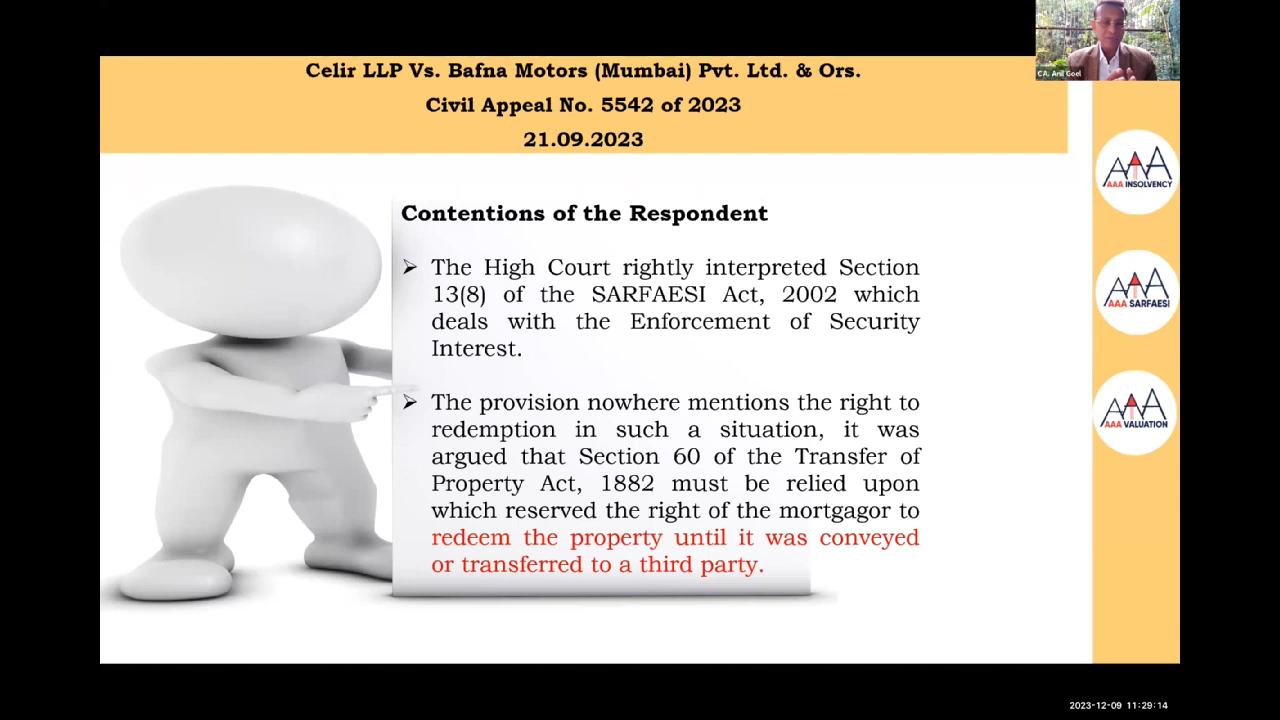 Celir LLP Vs. Bafna Motors (Mumbai) Pvt. Ltd. & Ors.
Civil Appeal No. 5542 of 2023
21.09.2023
CA. Anil Goel
AAA INSOLVENCY
AAA SARFAESI
AAA VALUATION
Contentions of the Respondent
➢ The High Court rightly interpreted Section
13(8) of the SARFAESI Act, 2002 which
deals with the Enforcement of Security
Interest.
➢ The provision nowhere mentions the right to
redemption in such a situation, it was
argued that Section 60 of the Transfer of
Property Act, 1882 must be relied upon
which reserved the right of the mortgagor to
redeem the property until it was conveyed
or transferred to a third party.
2023-12-09 11:29:14